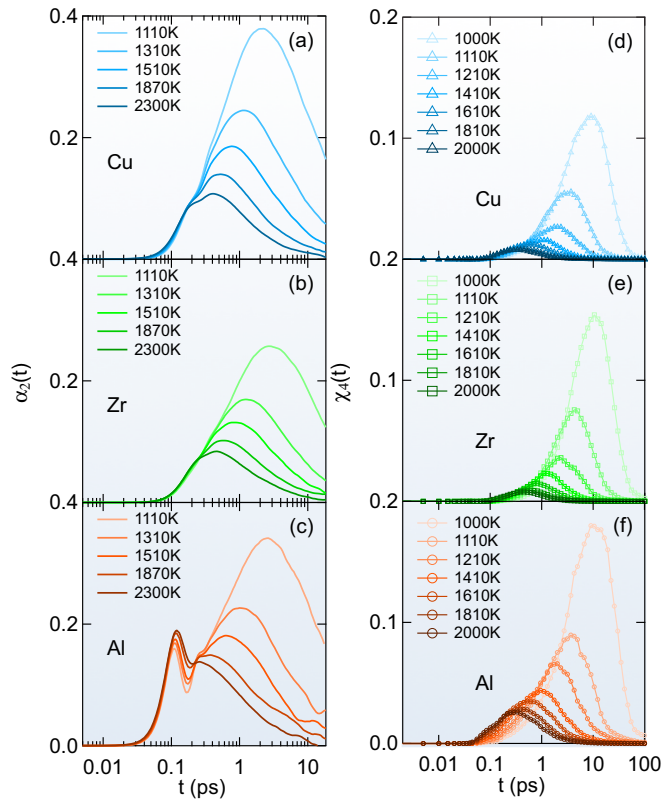 0.4
1110K
1310K
1510K
1870K
2300K
(a)
0.2
Cu
0.4
1110K
1310K
1510K
1870K
2300K
(b)
α2(t)
0.2
Zr
0.4
1110K
1310K
1510K
1870K
2300K
(c)
0.2
Al
0.0
0.01
0.1
1
10
t (ps)
0.2
(d)
1000K
1110K
1210K
1410K
1610K
1810K
2000K
0.1
Cu
0.2
(e)
1000K
1110K
1210K
1410K
1610K
1810K
2000K
χ4(t)
0.1
Zr
0.2
(f)
1000K
1110K
1210K
1410K
1610K
1810K
2000K
0.1
Al
0.0
0.01
0.1
1
10
100
t (ps)